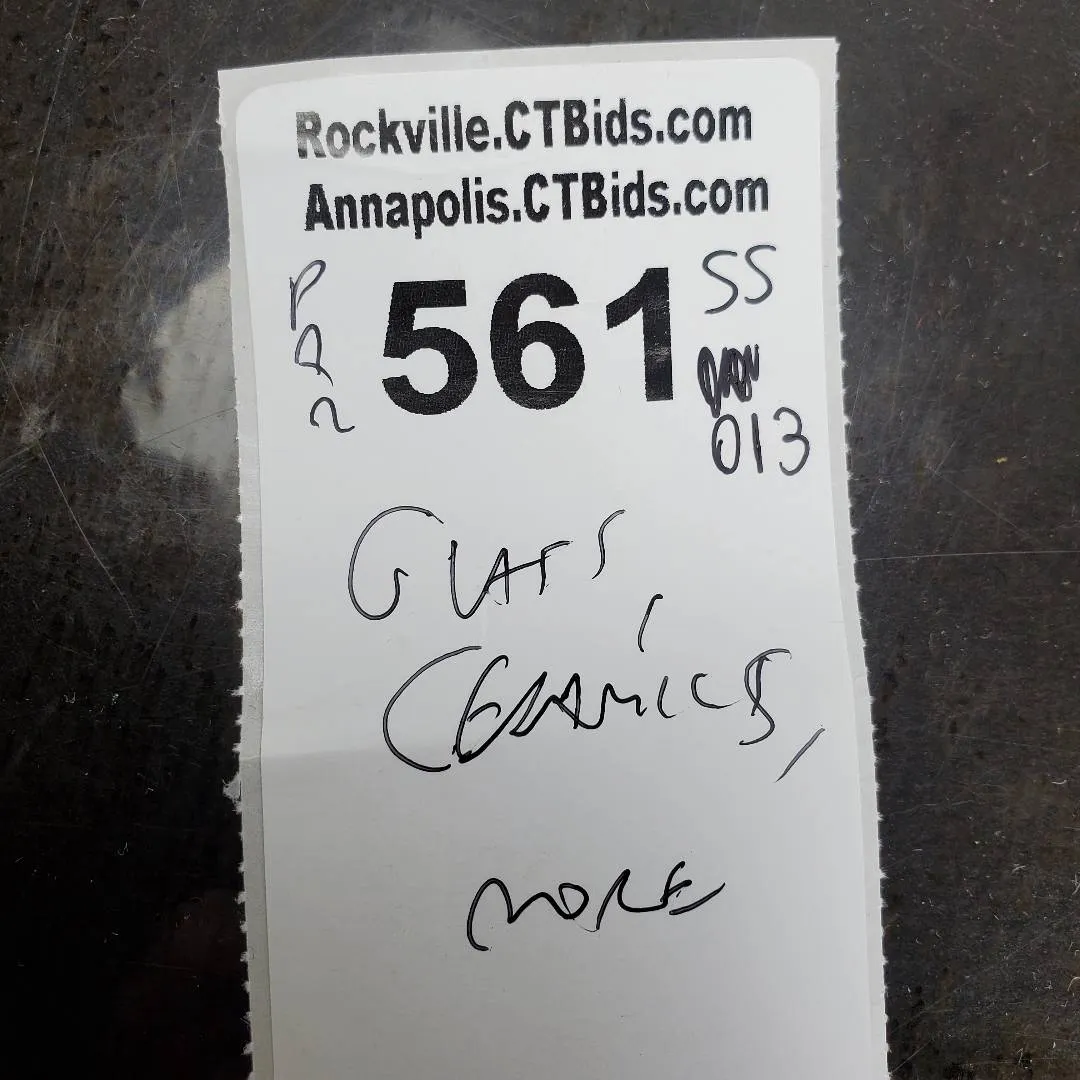 Rockville.CTBids.com
Annapolis.CTBids.com
561
SS
013
GLASS,
CERAMICS,
MORE